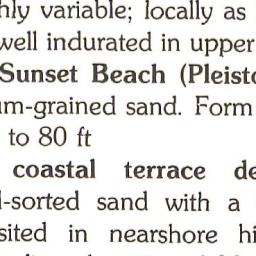 hly variable; locally as
well indurated in upper
Sunset Beach (Pleisto
m-grained sand. Form
to 80 ft
coastal terrace de
l-sorted sand with a
sited in nearshore hi